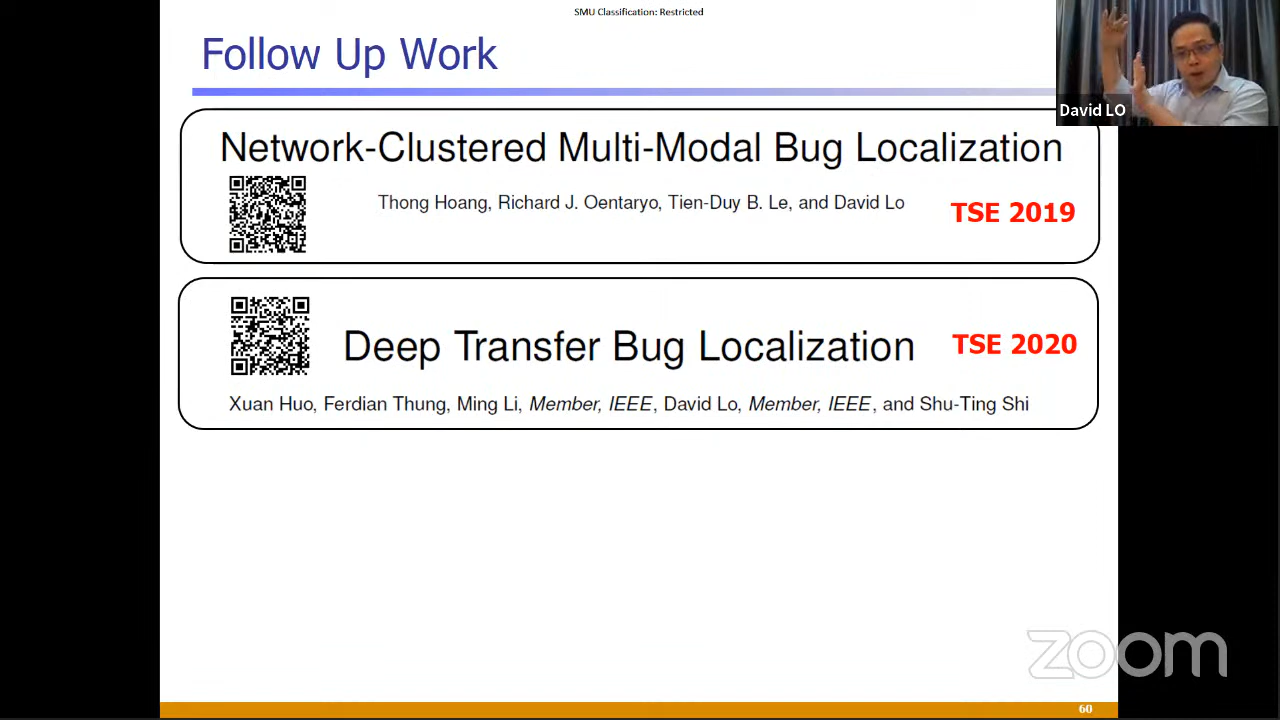 SMU Classification: Restricted
Follow Up Work
David LO
Network-Clustered Multi-Modal Bug Localization
Thong Hoang, Richard J. Oentaryo, Tien-Duy B. Le, and David Lo
TSE 2019
Deep Transfer Bug Localization
TSE 2020
Xuan Huo, Ferdian Thung, Ming Li, Member, IEEE, David Lo, Member, IEEE, and Shu-Ting Shi
zoom
60